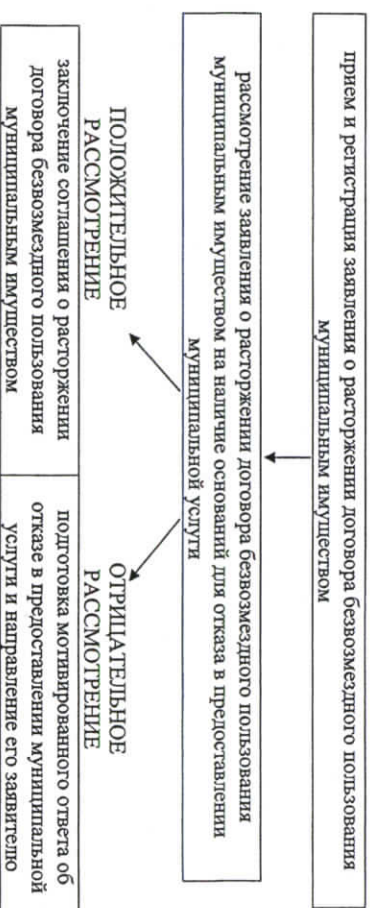 прием и регистрация заявления о расторжении договора безвозмездного пользования
муниципальным имуществом
рассмотрение заявления о расторжении договора безвозмездного пользования
муниципальным имуществом на наличие оснований для отказа в предоставлении
муниципальной услуги
ПОЛОЖИТЕЛЬНОЕ
РАССМОТРЕНИЕ
ОТРИЦАТЕЛЬНОЕ
РАССМОТРЕНИЕ
заключение соглашения о расторжении
договора безвозмездного пользования
муниципальным имуществом
подготовка мотивированного ответа об
отказе в предоставлении муниципальной
услуги и направление его заявителю